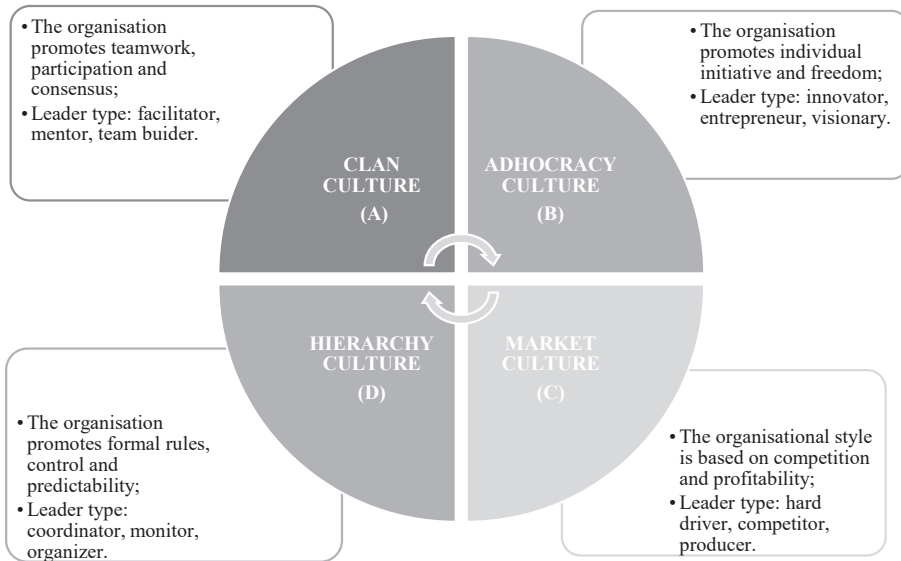 • The organisation
promotes teamwork,
participation and
consensus;
• Leader type: facilitator,
mentor, team buider.
• The organisation
promotes individual
initiative and freedom;
• Leader type: innovator,
entrepreneur, visionary.
CLAN
CULTURE
(A)
ADHOCRACY
CULTURE
(B)
HIERARCHY
CULTURE
(D)
MARKET
CULTURE
(C)
• The organisation
promotes formal rules,
control and
predictability;
• Leader type:
coordinator, monitor,
organizer.
• The organisational style
is based on competition
and profitability;
• Leader type: hard
driver, competitor,
producer.